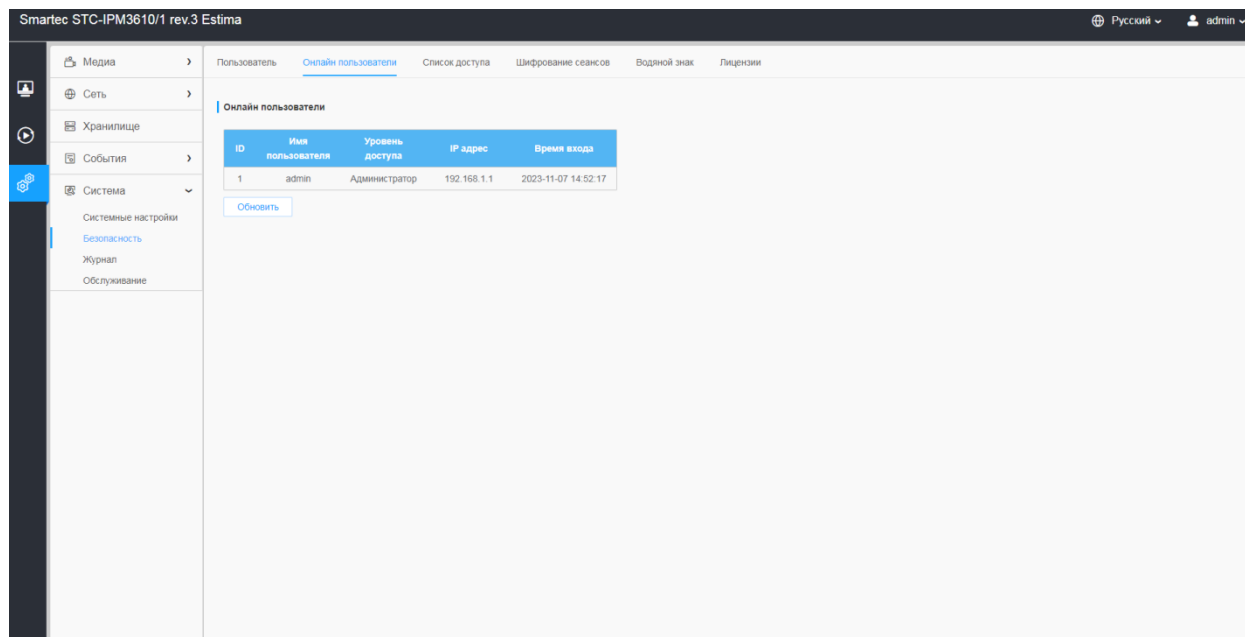 Smartec STC-IPM3610/1 rev.3 Estima
Русский
admin
Медиа
Сеть
Хранилище
События
Система
Системные настройки
Безопасность
Журнал
Обслуживание
Пользователь Онлайн пользователи Список доступа Шифрование сеансов Водяной знак Лицензии
Онлайн пользователи
ID Имя пользователя Уровень доступа IP адрес Время входа
1 admin Администратор 192.168.1.1 2023-11-07 14:52:17
Обновить